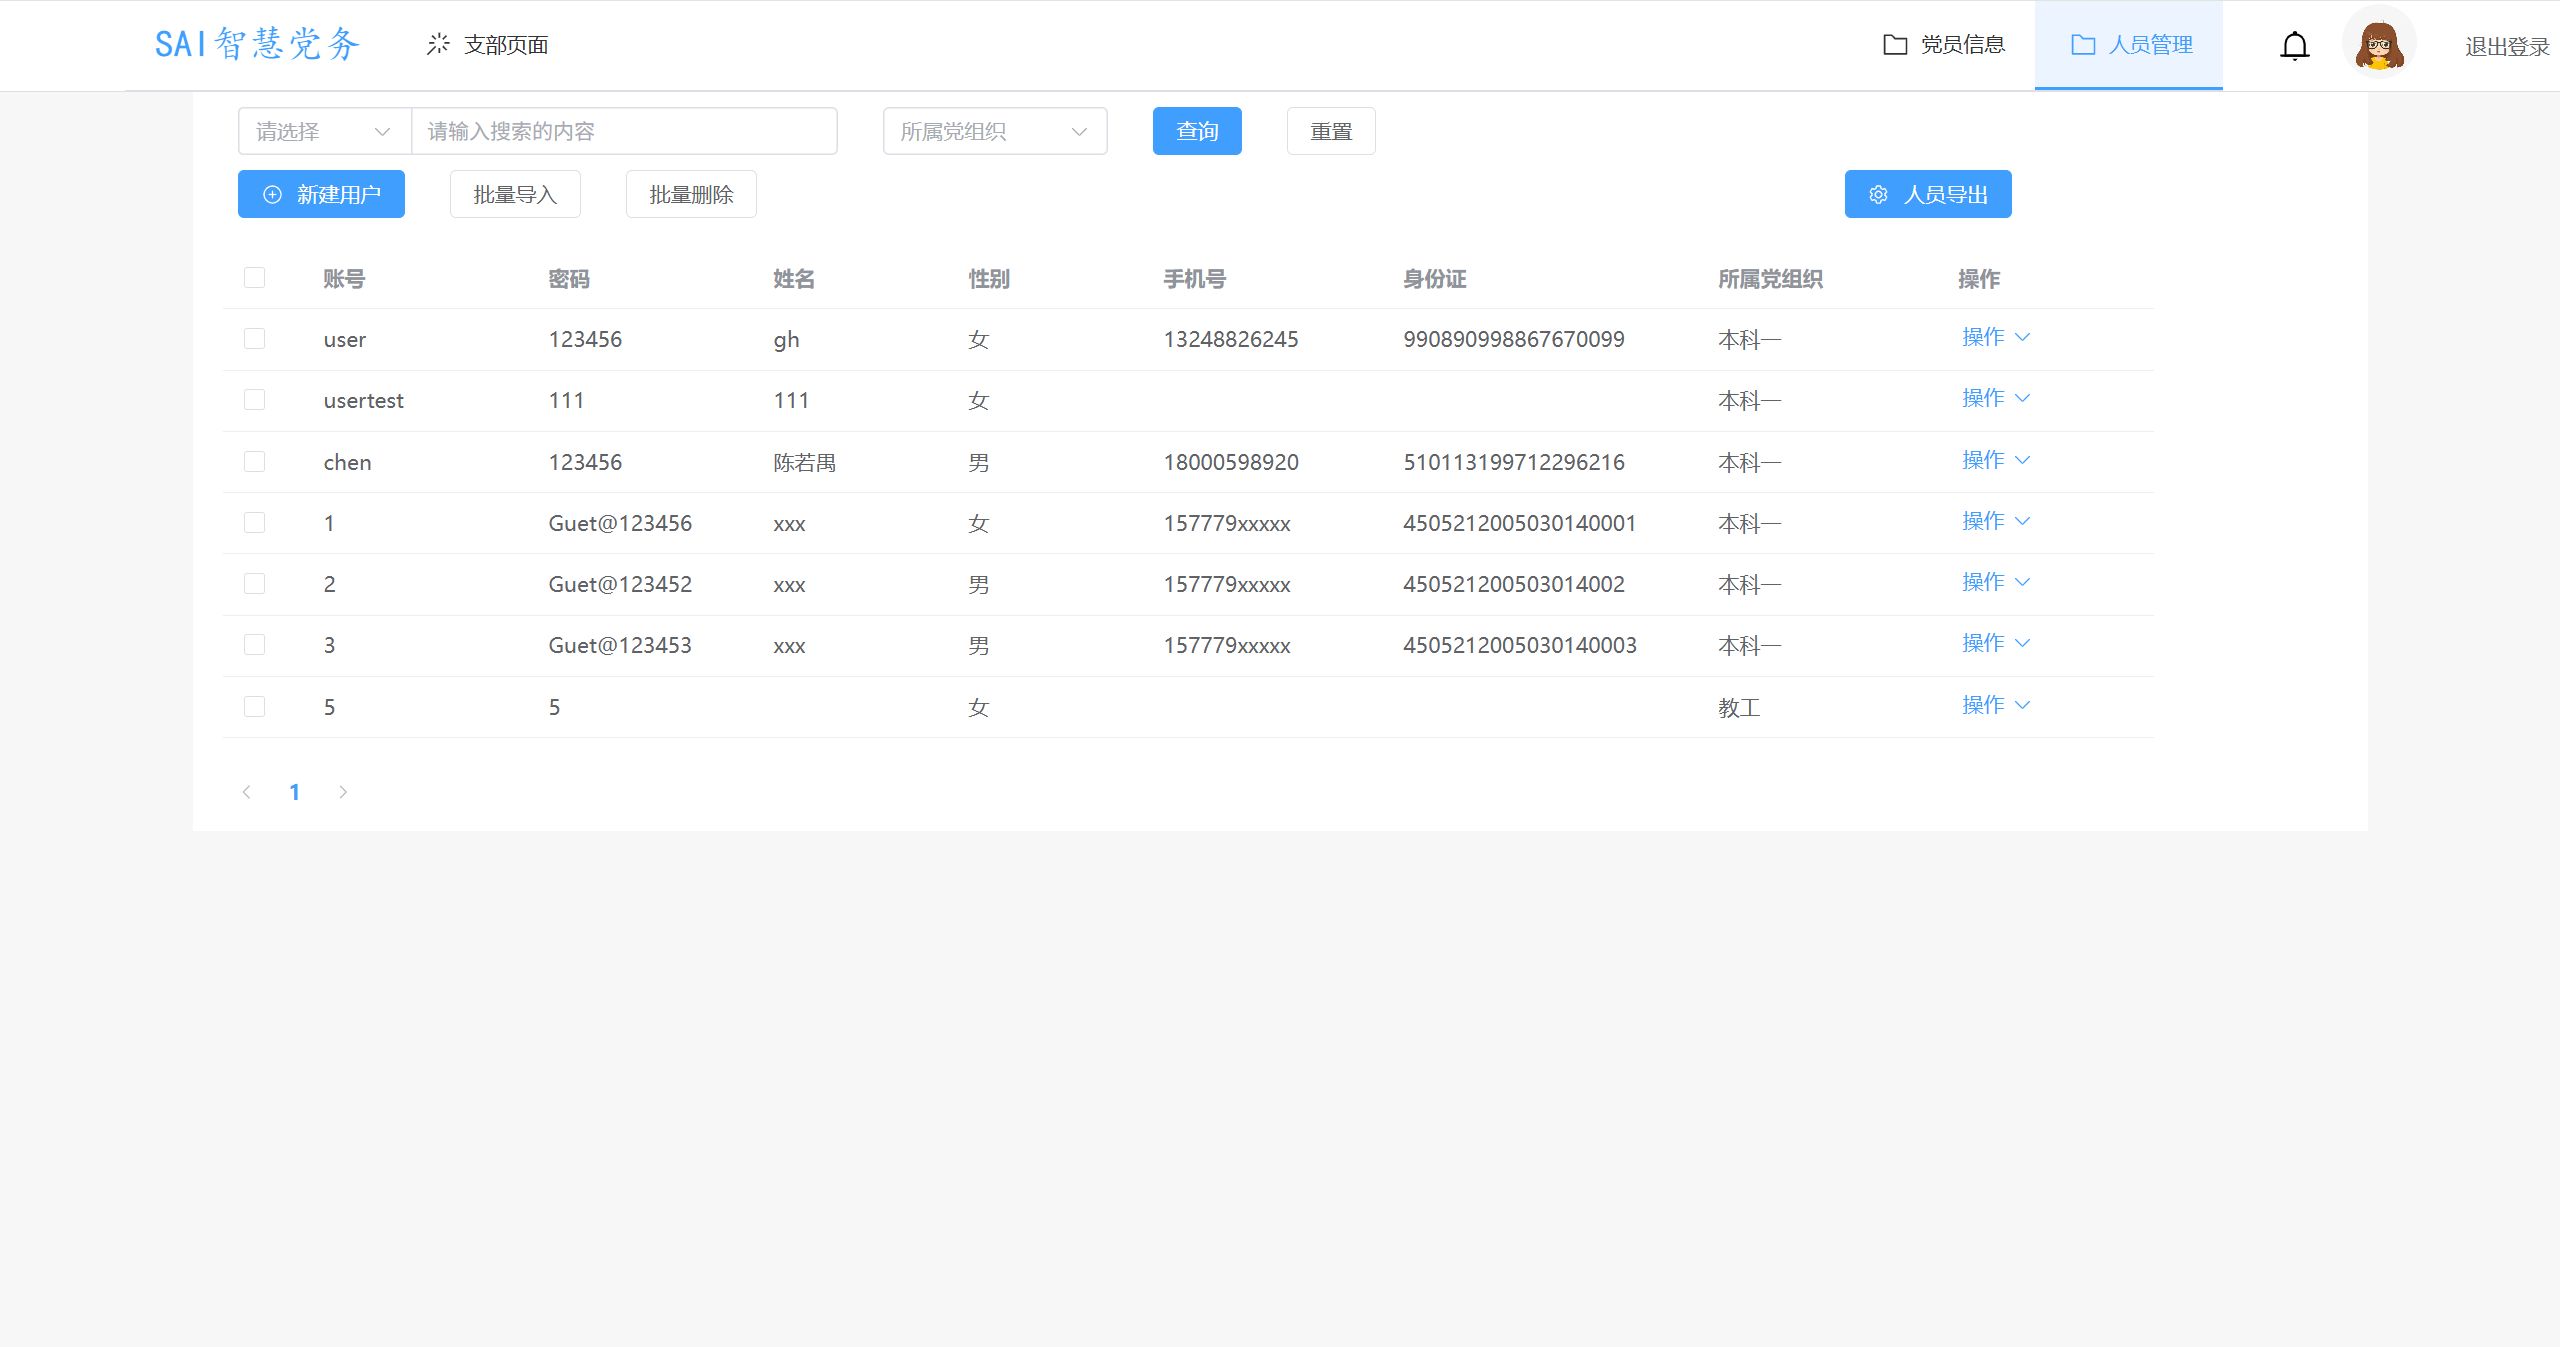 SAI智慧党务 支部页面 党员信息 人员管理 退出登录
请选择 请输入搜索的内容 所属党组织 查询 重置
新建用户 批量导入 批量删除 人员导出
账号 密码 姓名 性别 手机号 身份证 所属党组织 操作
user 123456 gh 女 13248826245 990890998867670099 本科一 操作
usertest 111 111 女 本科一 操作
chen 123456 陈若禺 男 18000598920 510113199712296216 本科一 操作
1 Guet@123456 xxx 女 157779xxxxx 4505212005030140001 本科一 操作
2 Guet@123452 xxx 男 157779xxxxx 450521200503014002 本科一 操作
3 Guet@123453 xxx 男 157779xxxxx 4505212005030140003 本科一 操作
5 5 女 教工 操作
1